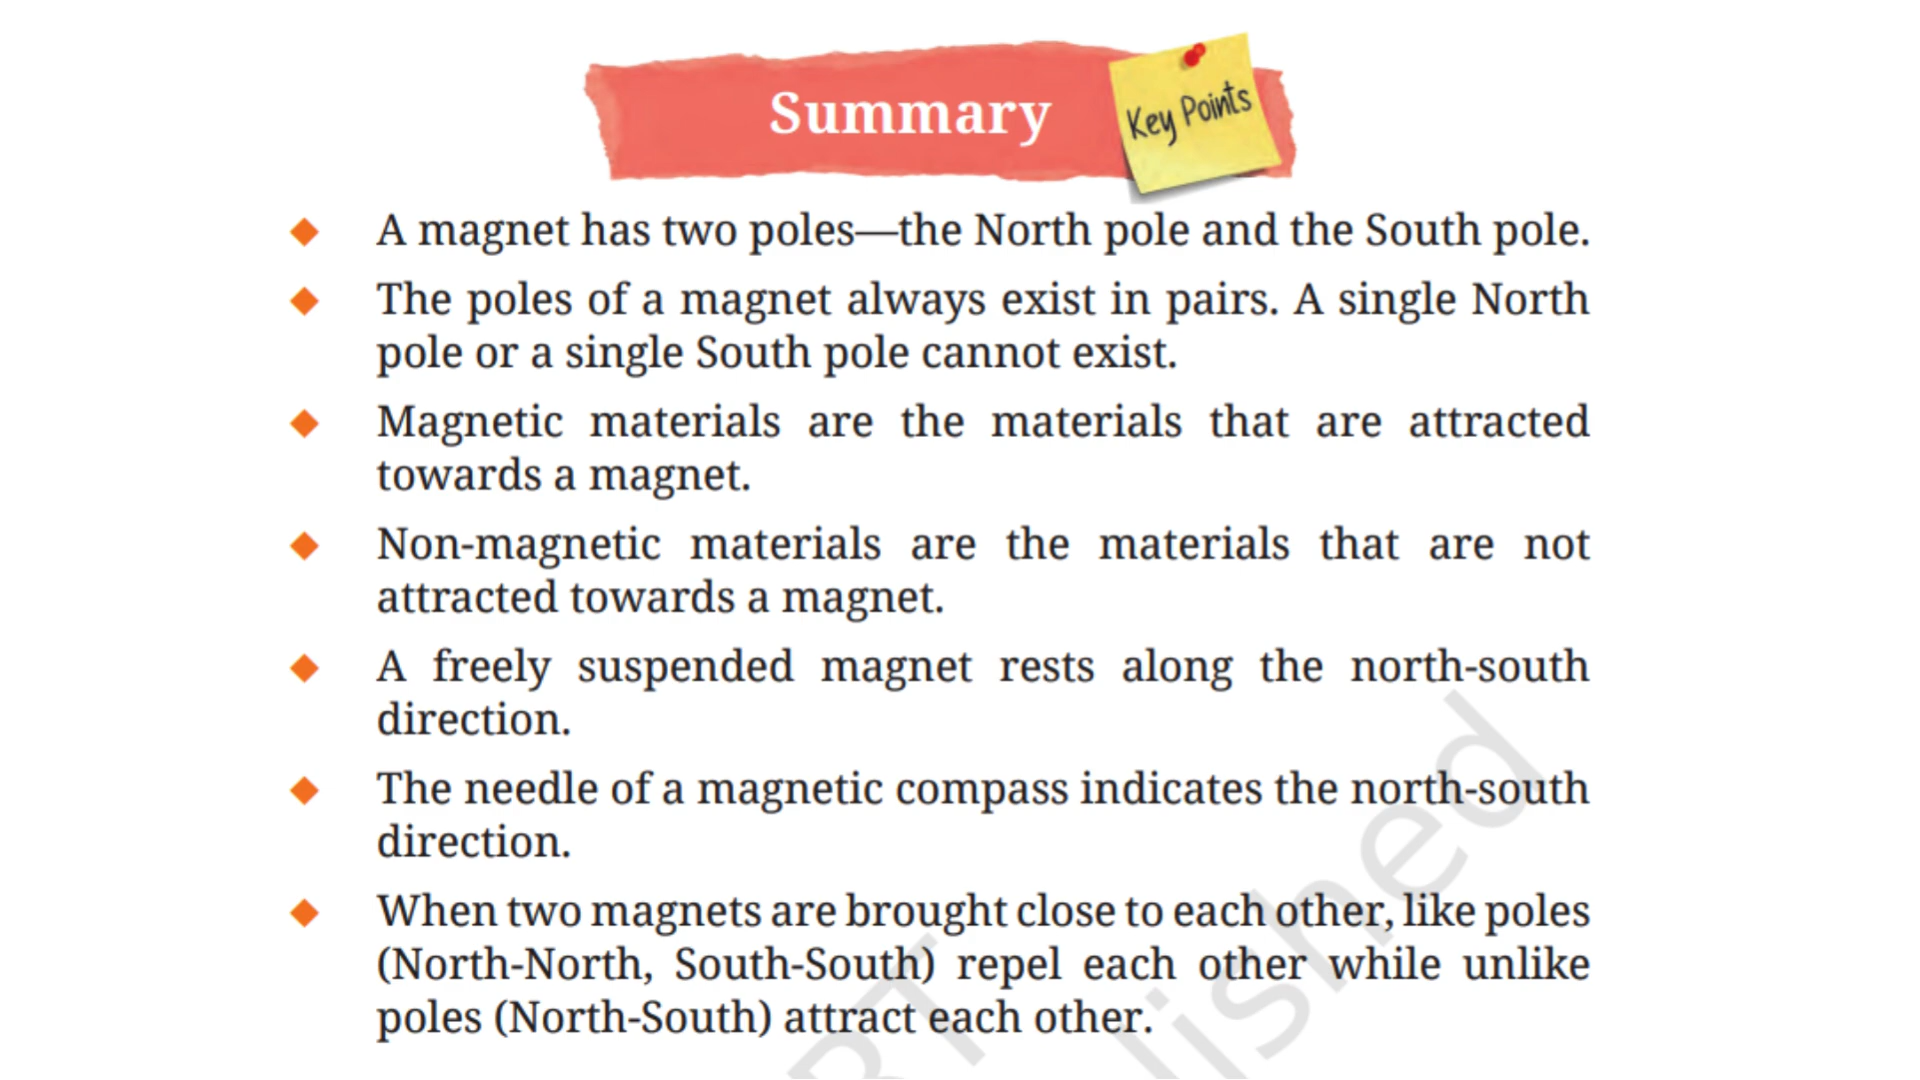 Summary
Key Points
◆ A magnet has two poles—the North pole and the South pole.
◆ The poles of a magnet always exist in pairs. A single North
pole or a single South pole cannot exist.
◆ Magnetic materials are the materials that are attracted
towards a magnet.
◆ Non-magnetic materials are the materials that are not
attracted towards a magnet.
◆ A freely suspended magnet rests along the north-south
direction.
◆ The needle of a magnetic compass indicates the north-south
direction.
◆ When two magnets are brought close to each other, like poles
(North-North, South-South) repel each other while unlike
poles (North-South) attract each other.